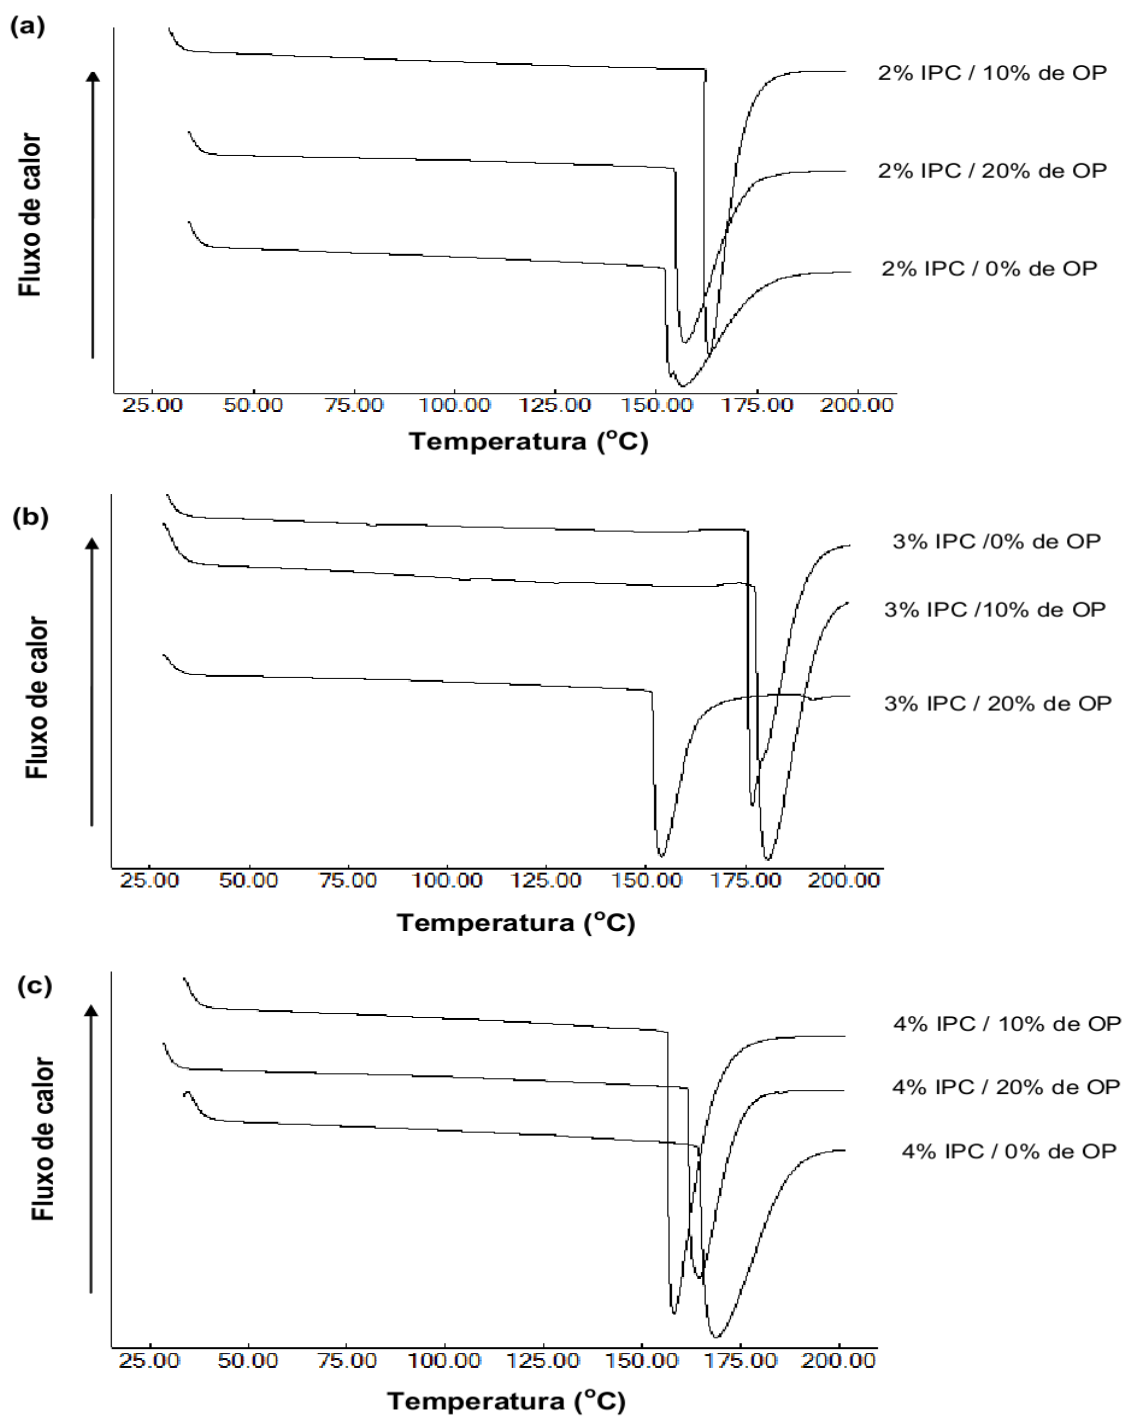 (a)
Fluxo de calor
2% IPC / 10% de OP
2% IPC / 20% de OP
2% IPC / 0% de OP
25.00 50.00 75.00 100.00 125.00 150.00 175.00 200.00
Temperatura (°C)
(b)
Fluxo de calor
3% IPC /0% de OP
3% IPC /10% de OP
3% IPC / 20% de OP
25.00 50.00 75.00 100.00 125.00 150.00 175.00 200.00
Temperatura (°C)
(c)
Fluxo de calor
4% IPC / 10% de OP
4% IPC / 20% de OP
4% IPC / 0% de OP
25.00 50.00 75.00 100.00 125.00 150.00 175.00 200.00
Temperatura (°C)